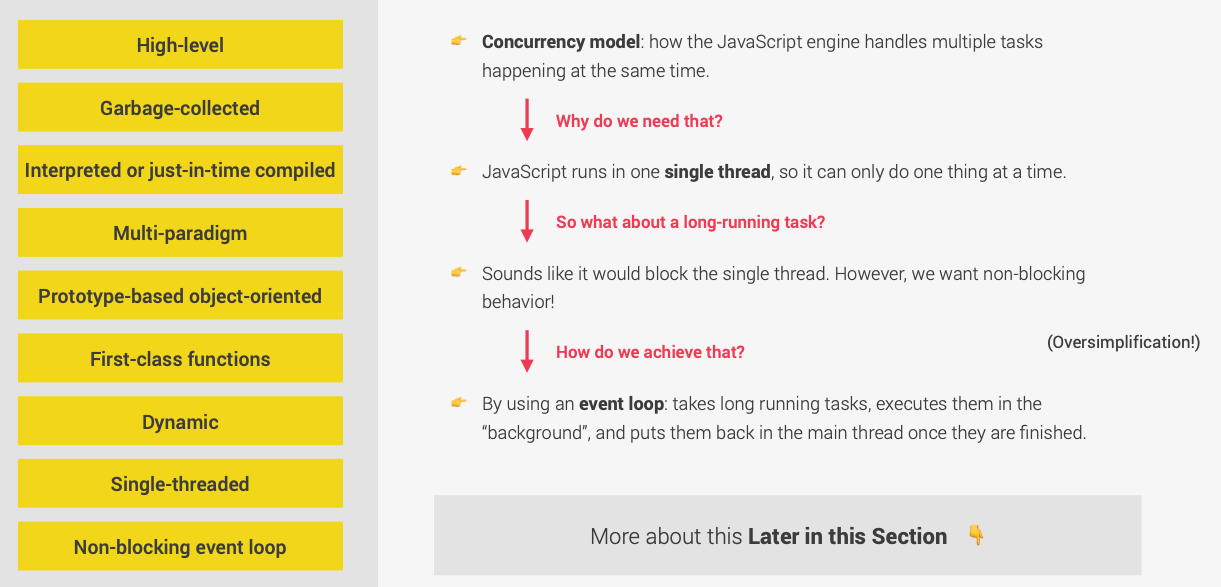 High-level
Garbage-collected
Interpreted or just-in-time compiled
Multi-paradigm
Prototype-based object-oriented
First-class functions
Dynamic
Single-threaded
Non-blocking event loop
Concurrency model: how the JavaScript engine handles multiple tasks
happening at the same time.
Why do we need that?
JavaScript runs in one single thread, so it can only do one thing at a time.
So what about a long-running task?
Sounds like it would block the single thread. However, we want non-blocking
behavior!
How do we achieve that?
(Oversimplification!)
By using an event loop: takes long running tasks, executes them in the
“background”, and puts them back in the main thread once they are finished.
More about this Later in this Section